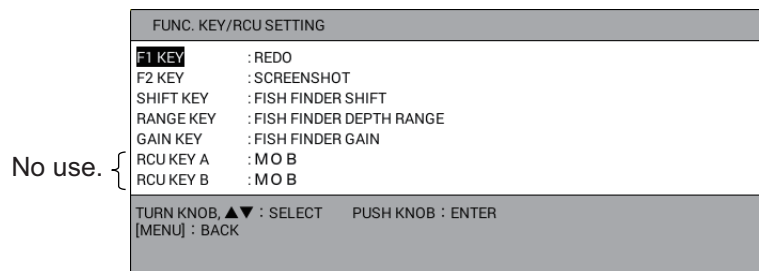 FUNC. KEY/RCU SETTING
F1 KEY : REDO
F2 KEY : SCREENSHOT
SHIFT KEY : FISH FINDER SHIFT
RANGE KEY : FISH FINDER DEPTH RANGE
GAIN KEY : FISH FINDER GAIN
No use.
RCU KEY A : M O B
RCU KEY B : M O B
TURN KNOB, ▲▼ : SELECT PUSH KNOB : ENTER
[MENU] : BACK